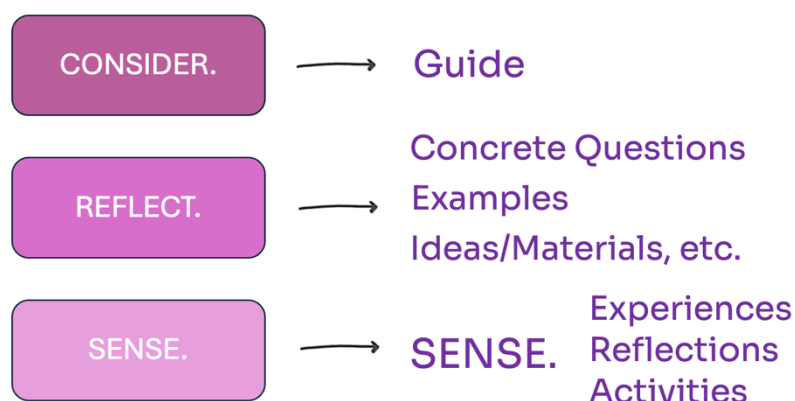 CONSIDER.
Guide
REFLECT.
Concrete Questions
Examples
Ideas/Materials, etc.
SENSE.
SENSE.
Experiences
Reflections
Activities